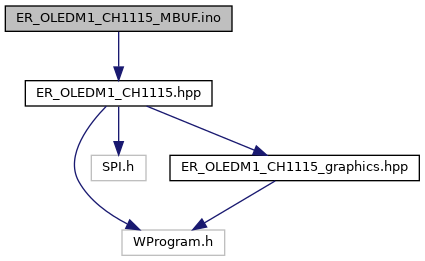 ER_OLEDM1_CH1115_MBUF.ino
ER_OLEDM1_CH1115.hpp
SPI.h
ER_OLEDM1_CH1115_graphics.hpp
WProgram.h